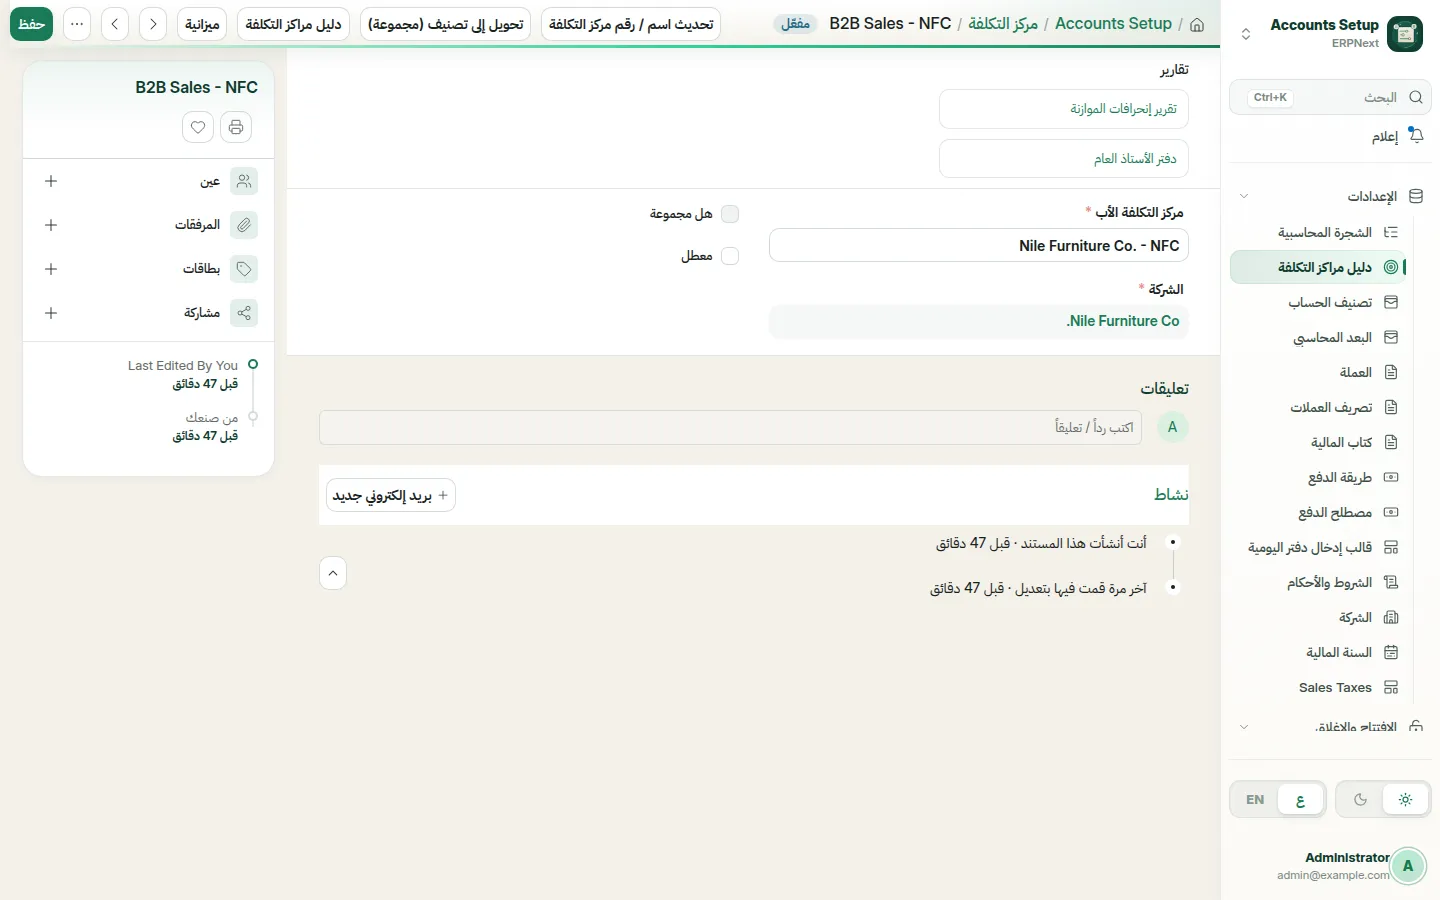 Accounts Setup
ERPNext
البحث
Ctrl+K
إعلام
الإعدادات
الشجرة المحاسبية
دليل مراكز التكلفة
تصنيف الحساب
البعد المحاسبي
العملة
تصريف العملات
كتاب المالية
طريقة الدفع
مصطلح الدفع
قالب إدخال دفتر اليومية
الشروط والأحكام
الشركة
السنة المالية
Sales Taxes
الافتتاح والإغلاق
ع
EN
Administrator
admin@example.com
A
/ Accounts Setup / مركز التكلفة / B2B Sales - NFC
مفعّل
تحديث اسم / رقم مركز التكلفة
تحويل إلى تصنيف (مجموعة)
دليل مراكز التكلفة
ميزانية
حفظ
تقارير
تقرير إنحرافات الموازنة
دفتر الأستاذ العام
مركز التكلفة الأب *
Nile Furniture Co. - NFC
الشركة *
Nile Furniture Co.
هل مجموعة
معطل
تعليقات
A
اكتب رداً / تعليقاً
نشاط
بريد إلكتروني جديد
أنت أنشأت هذا المستند · قبل 47 دقائق
آخر مرة قمت فيها بتعديل · قبل 47 دقائق
B2B Sales - NFC
عين
المرفقات
بطاقات
مشاركة
Last Edited By You
قبل 47 دقائق
من صنعك
قبل 47 دقائق